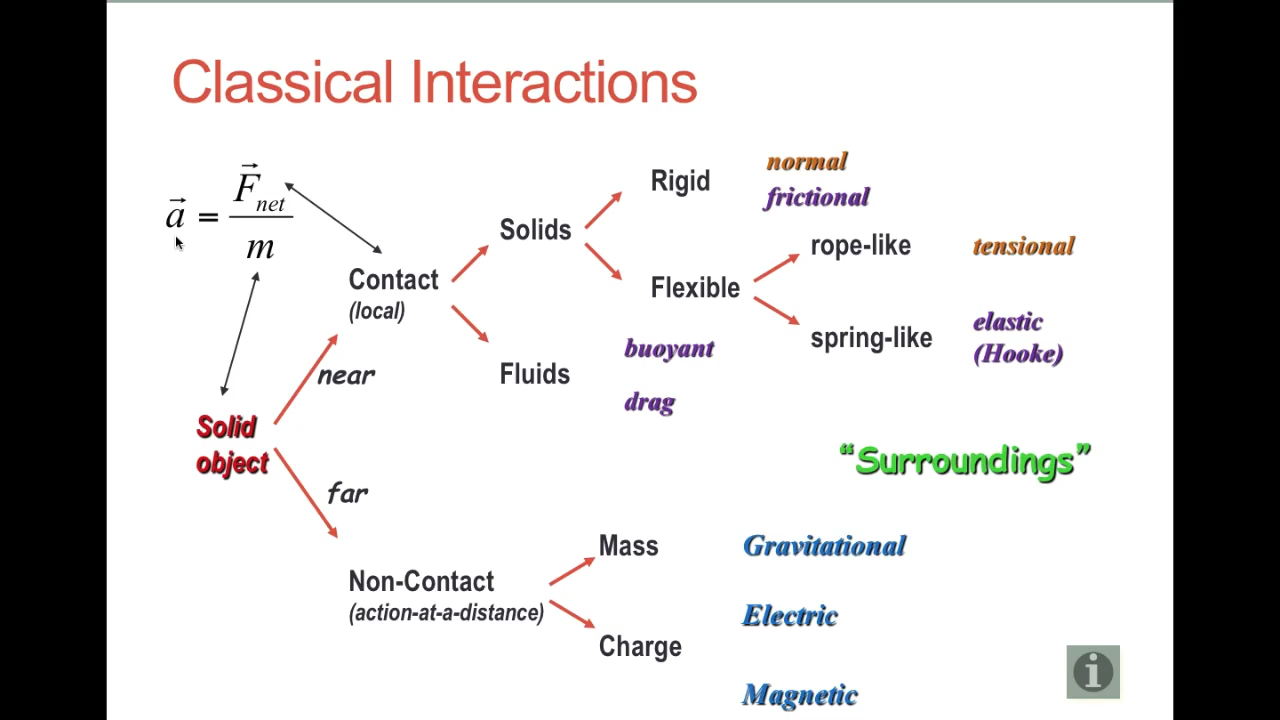 Classical Interactions
a = F net / m
Rigid
normal
frictional
Solids
rope-like
tensional
Contact
(local)
Flexible
spring-like
elastic
(Hooke)
Fluids
buoyant
drag
near
Solid
object
"Surroundings"
far
Mass
Gravitational
Non-Contact
(action-at-a-distance)
Electric
Charge
Magnetic
i